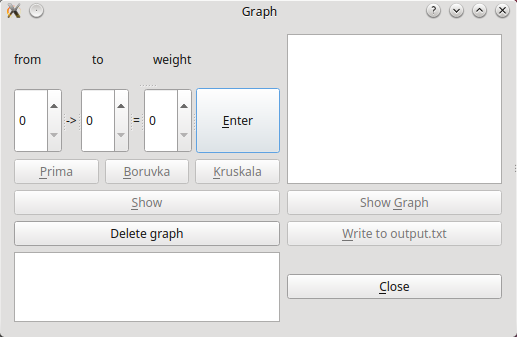 Graph
from to weight
0 -> 0 = 0 Enter
Prima Boruvka Kruskala
Show Show Graph
Delete graph Write to output.txt
Close